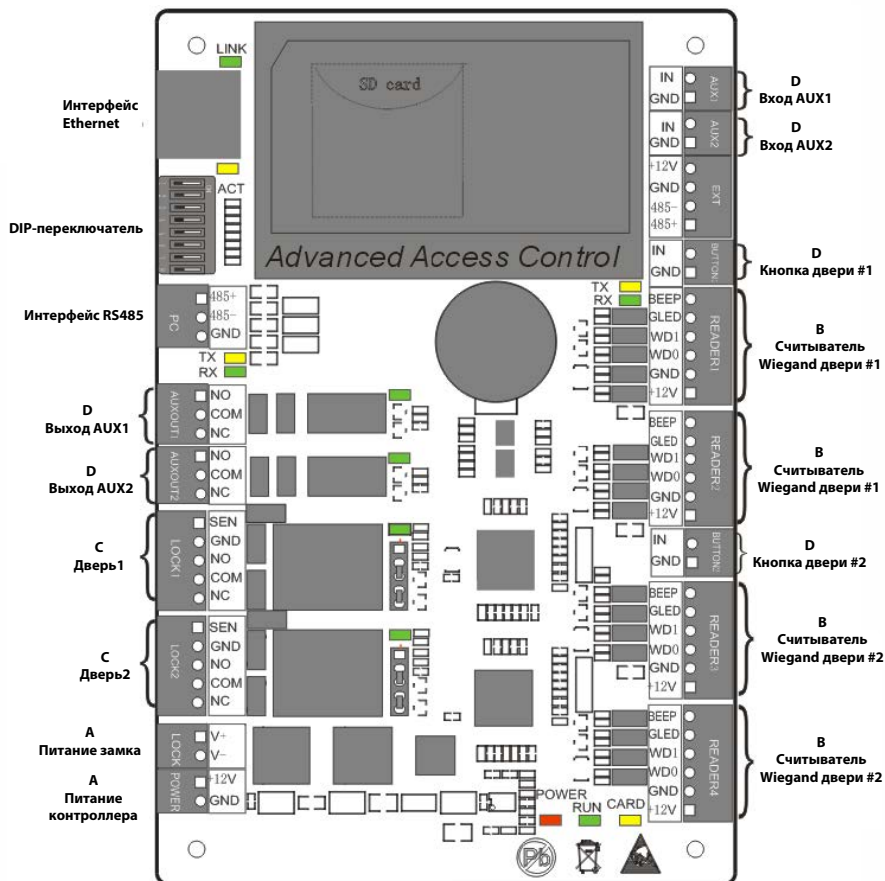 LINK
SD card
Интерфейс
Ethernet
ACT
DIP-переключатель
Advanced Access Control
IN
GND
AUX1
D
Вход AUX1
IN
GND
AUX2
D
Вход AUX2
+12V
GND
485-
485+
EXT
IN
GND
BUTTON1
D
Кнопка двери #1
Интерфейс RS485
PC
485+
485-
GND
TX
RX
TX
RX
BEEP
GLED
WD1
WD0
GND
+12V
READER1
B
Считыватель
Wiegand двери #1
D
Выход AUX1
AUXOUT1
NO
COM
NC
D
Выход AUX2
AUXOUT2
NO
COM
NC
BEEP
GLED
WD1
WD0
GND
+12V
READER2
B
Считыватель
Wiegand двери #1
C
Дверь1
LOCK1
SEN
GND
NO
COM
NC
IN
GND
BUTTON2
D
Кнопка двери #2
C
Дверь2
LOCK2
SEN
GND
NO
COM
NC
BEEP
GLED
WD1
WD0
GND
+12V
READER3
B
Считыватель
Wiegand двери #2
A
Питание замка
LOCK
V+
V-
A
Питание
контроллера
POWER
+12V
GND
BEEP
GLED
WD1
WD0
GND
+12V
READER4
B
Считыватель
Wiegand двери #2
POWER
RUN
CARD
Pb